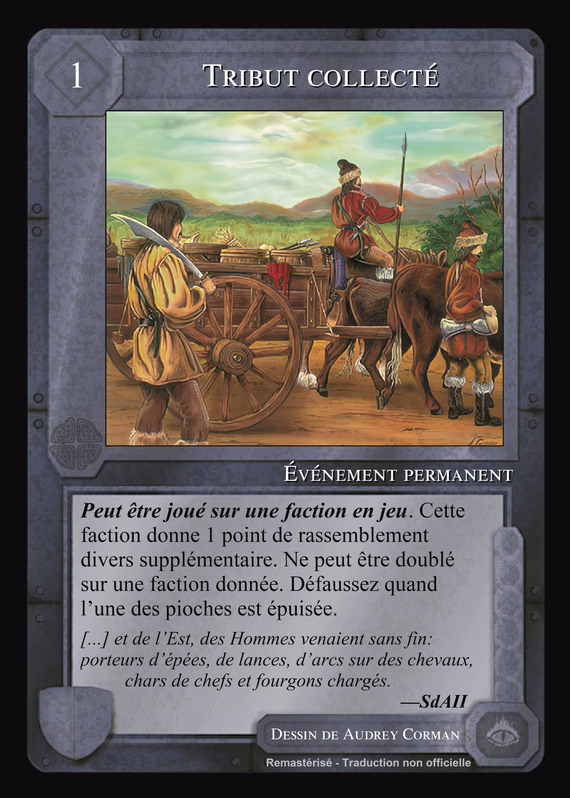 1
TRIBUT COLLECTÉ
ÉVÉNEMENT PERMANENT
Peut être joué sur une faction en jeu. Cette
faction donne 1 point de rassemblement
divers supplémentaire. Ne peut être doublé
sur une faction donnée. Défaussez quand
l’une des pioches est épuisée.
[...] et de l’Est, des Hommes venaient sans fin:
porteurs d’épées, de lances, d’arcs sur des chevaux,
chars de chefs et fourgons chargés.
—SdAII
DESSIN DE AUDREY CORMAN
Remastérisé - Traduction non officielle